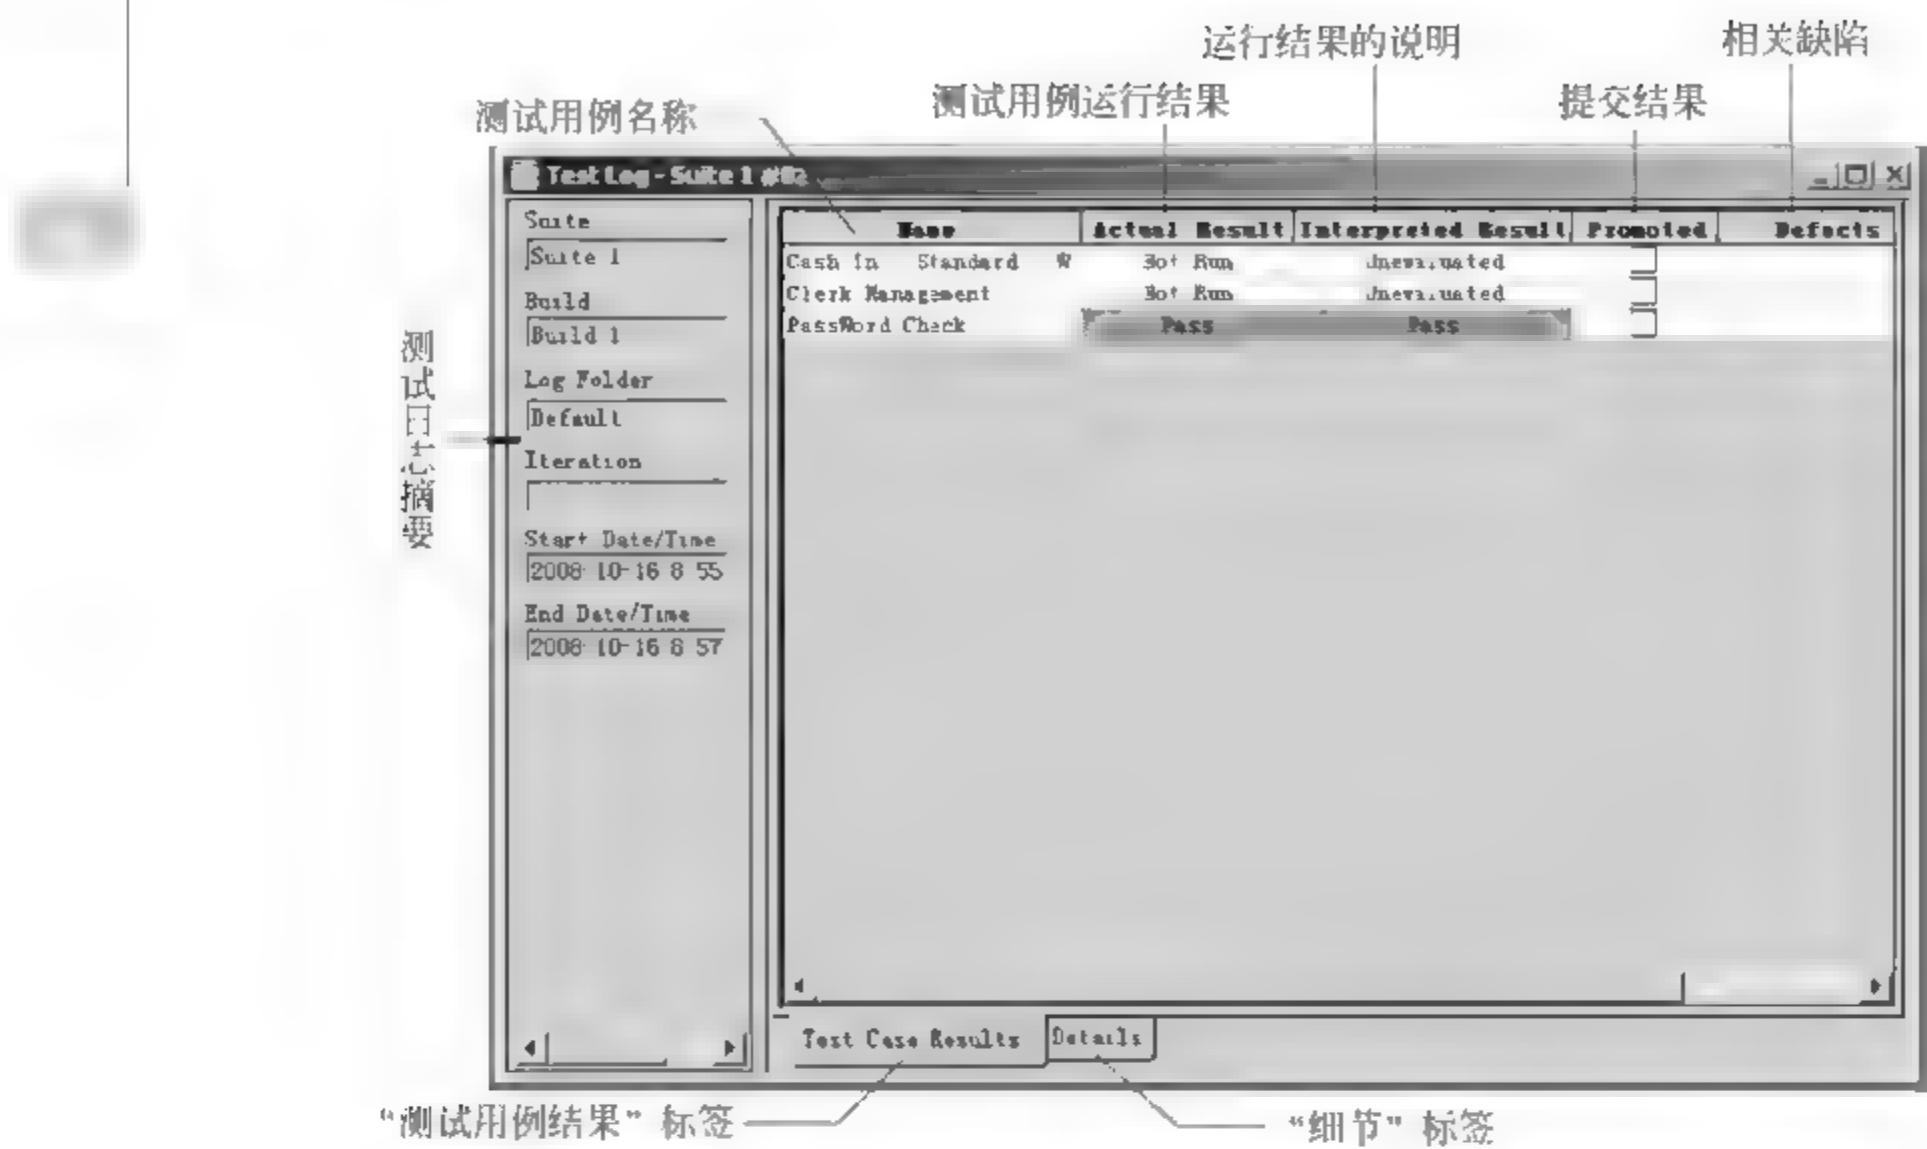 运行结果的说明
相关缺陷
测试用例名称
测试用例运行结果
提交结果
Test Log - Suite 1 #02
Suite
Suite 1
Build
Build 1
Log Folder
Default
Iteration
Start Date/Time
2008-10-16 8 55
End Date/Time
2008-10-16 8 57
测试日志摘要
Name Actual Result Interpreted Result Promoted Defects
Cash In Standard W Not Run Unevaluated
Clerk Management Not Run Unevaluated
PassWord Check Pass Pass
Test Case Results Details
“测试用例结果” 标签
“细节” 标签